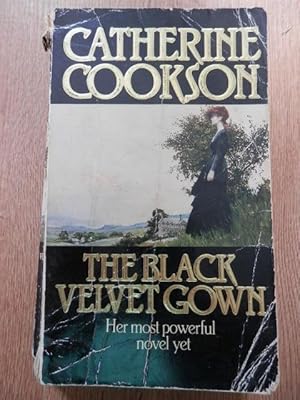 CATHERINE
COOKSON
THE BLACK
VELVET GOWN
Her most powerful
novel yet